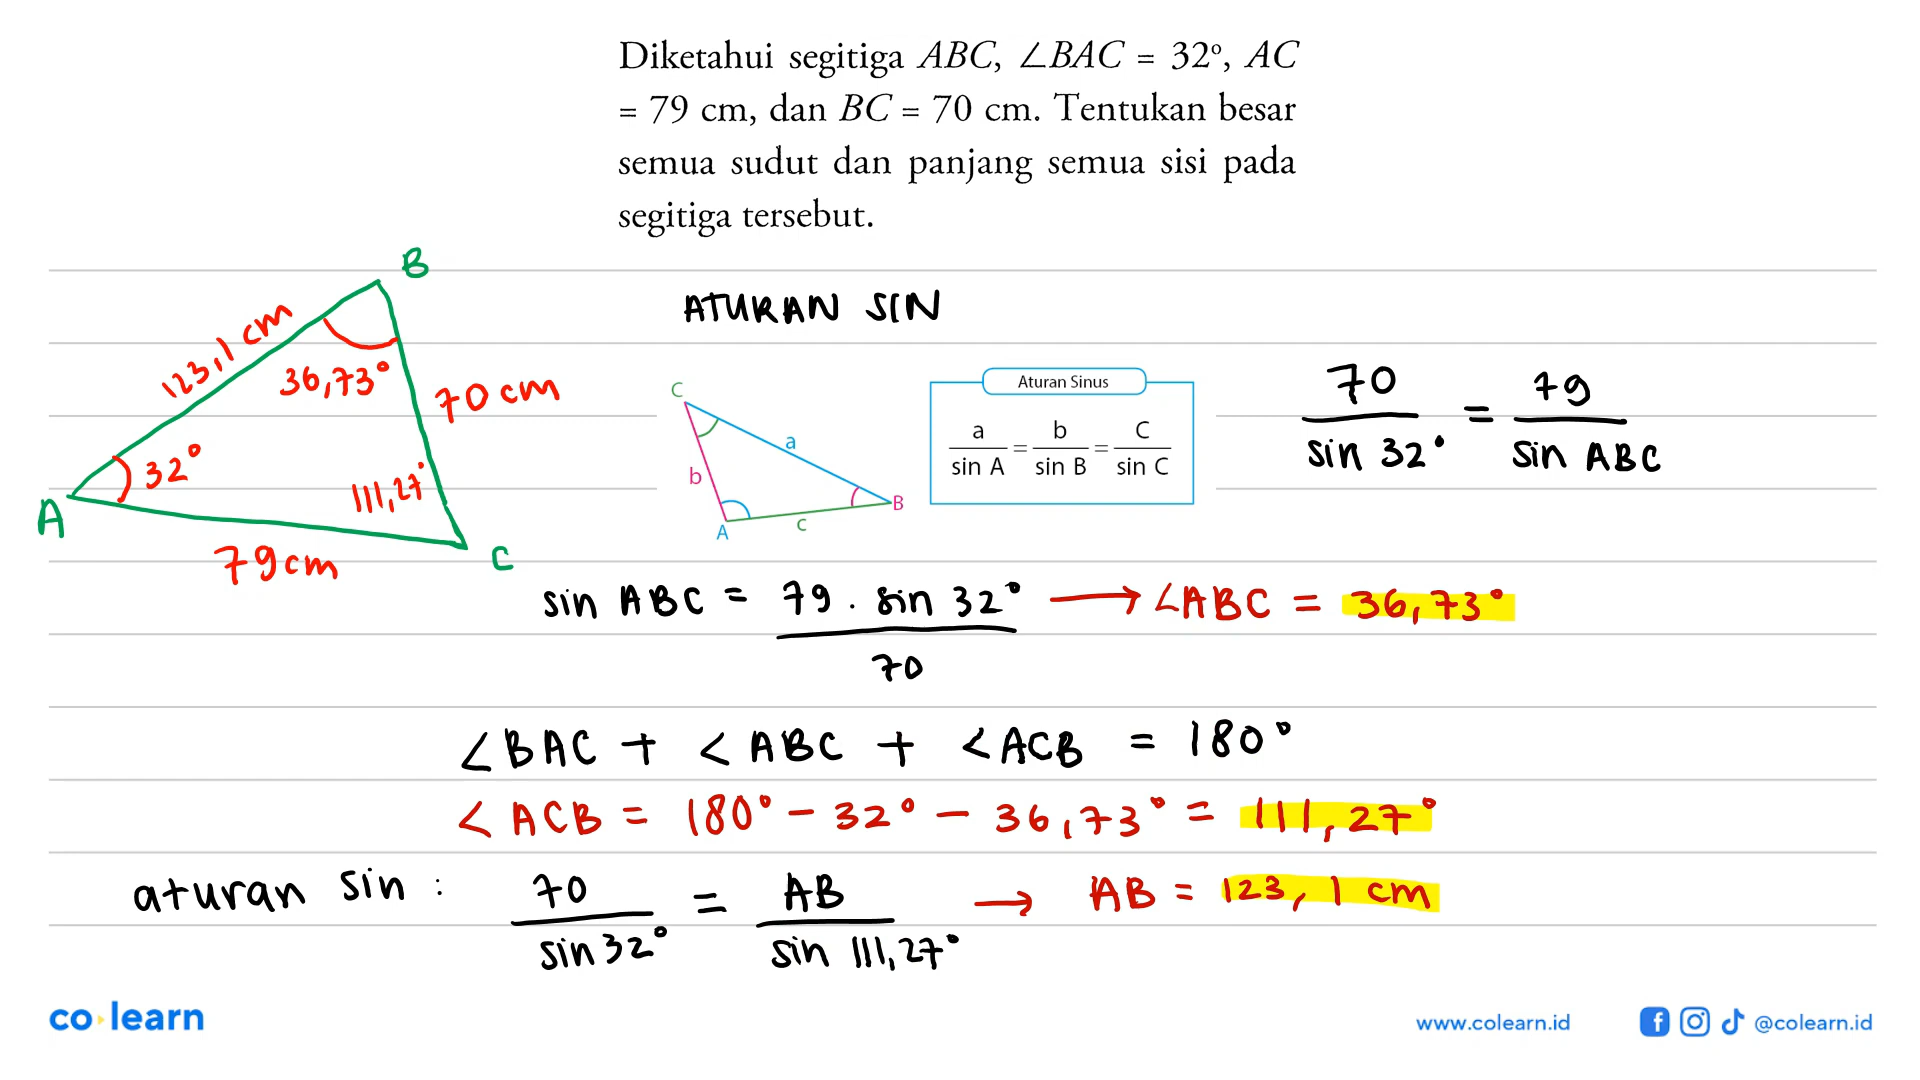 Diketahui segitiga ABC, ∠BAC = 32°, AC
= 79 cm, dan BC = 70 cm. Tentukan besar
semua sudut dan panjang semua sisi pada
segitiga tersebut.
B
123,1 cm
36,73°
70 cm
32°
111,27°
A
79 cm
C
ATURAN SIN
C
a
b
B
A
c
Aturan Sinus
a/sin A = b/sin B = C/sin C
70/sin 32° = 79/sin ABC
sin ABC = 79 . sin 32°/70 → ∠ABC = 36,73°
∠BAC + ∠ABC + ∠ACB = 180°
∠ACB = 180° - 32° - 36,73° = 111,27°
aturan sin : 70/sin 32° = AB/sin 111,27° → AB = 123,1 cm
co learn
www.colearn.id
@colearn.id